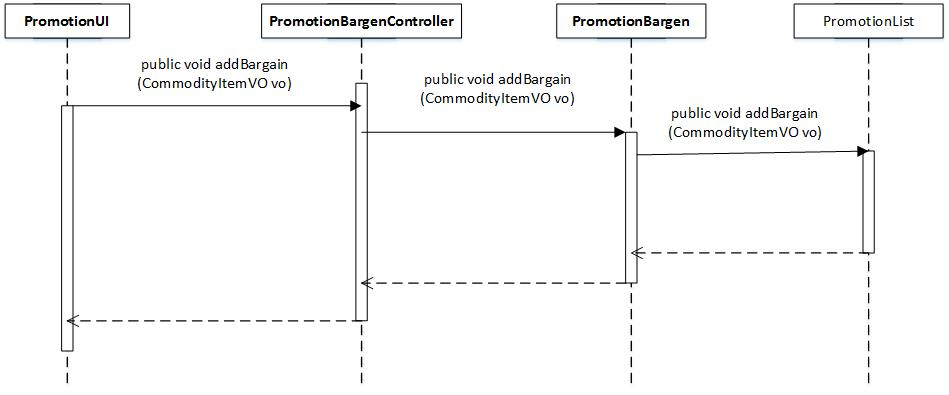 PromotionUI
PromotionBargenController
PromotionBargen
PromotionList
public void addBargain
(CommodityItemVO vo)
public void addBargain
(CommodityItemVO vo)
public void addBargain
(CommodityItemVO vo)